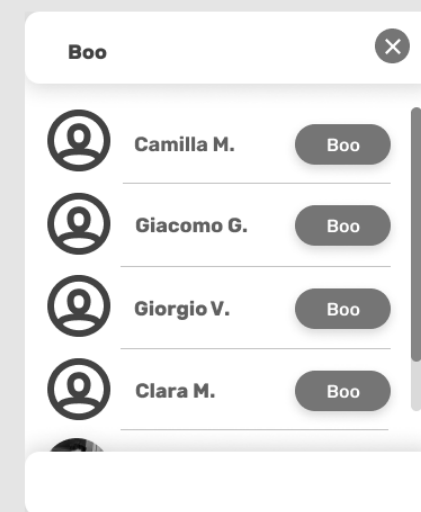 Boo
Camilla M. Boo
Giacomo G. Boo
Giorgio V. Boo
Clara M. Boo